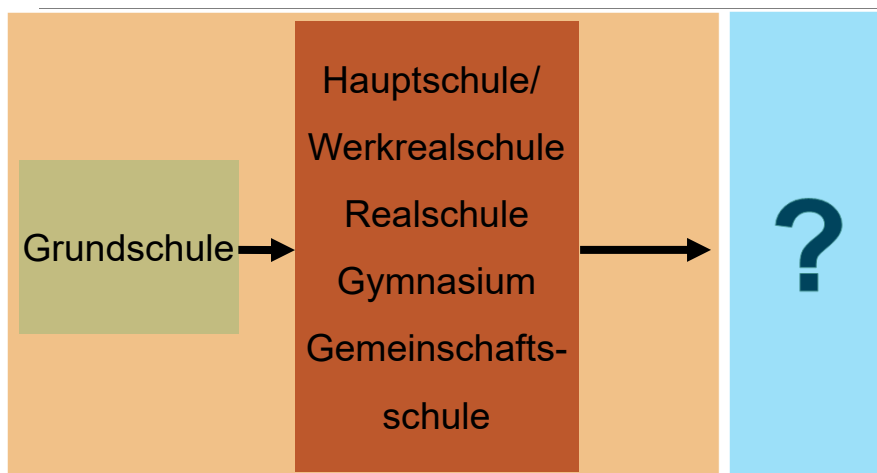 Grundschule
Hauptschule/
Werkrealschule
Realschule
Gymnasium
Gemeinschafts-
schule
?